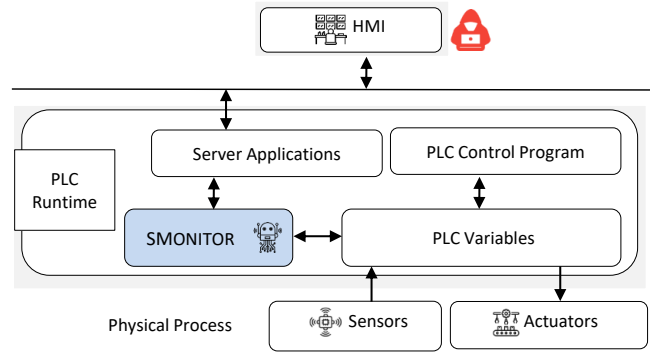 HMI
Server Applications
PLC Control Program
PLC
Runtime
SMONITOR
PLC Variables
Physical Process
Sensors
Actuators